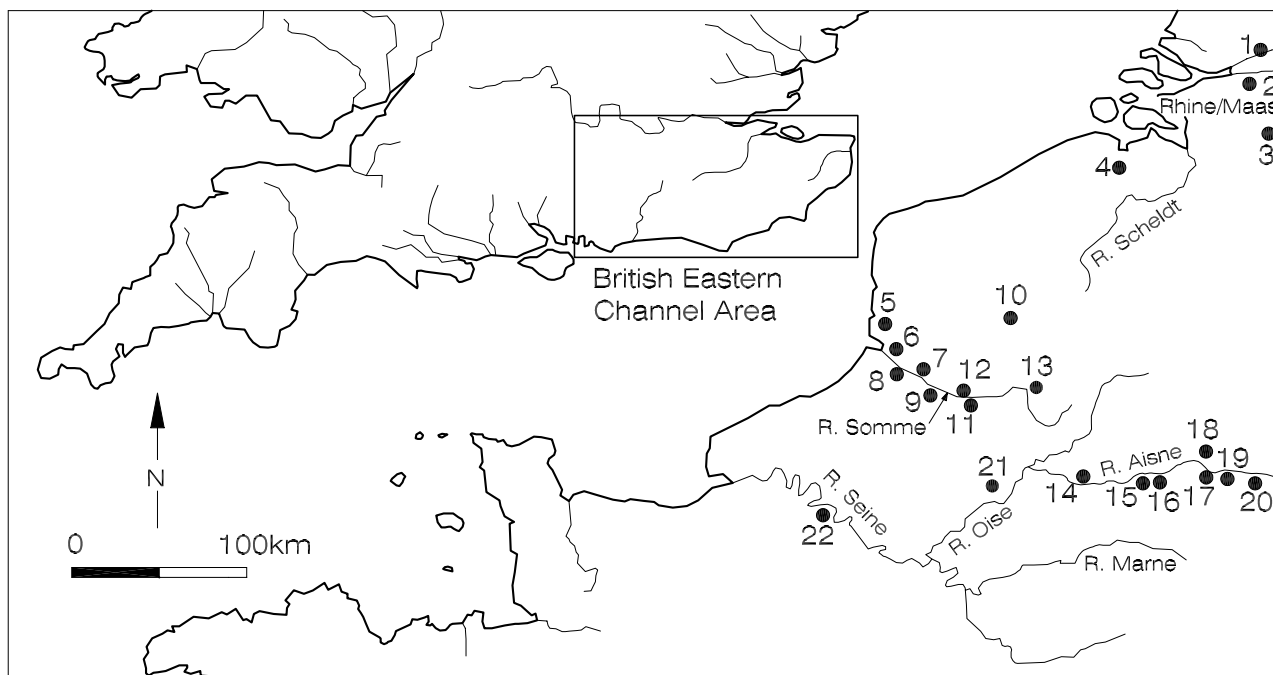 1
2
Rhine/Maas
3
4
R. Scheldt
British Eastern
Channel Area
5
10
6
7
8
12
13
9
11
R. Somme
N
18
21
R. Aisne
19
14
15
16
17
20
R. Seine
22
R. Oise
0
100km
R. Marne